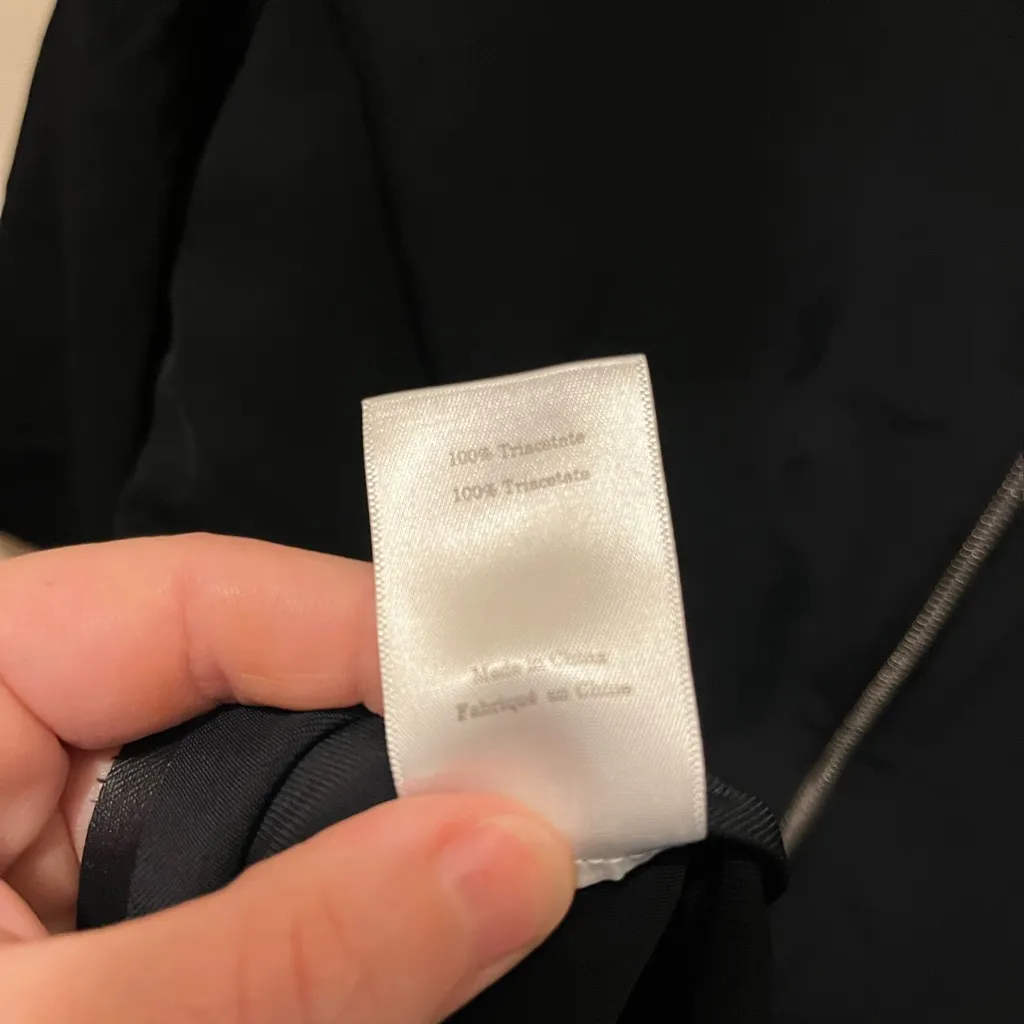 100% Triacetate
100% Triacetate
Made in China
Fabriqué en Chine